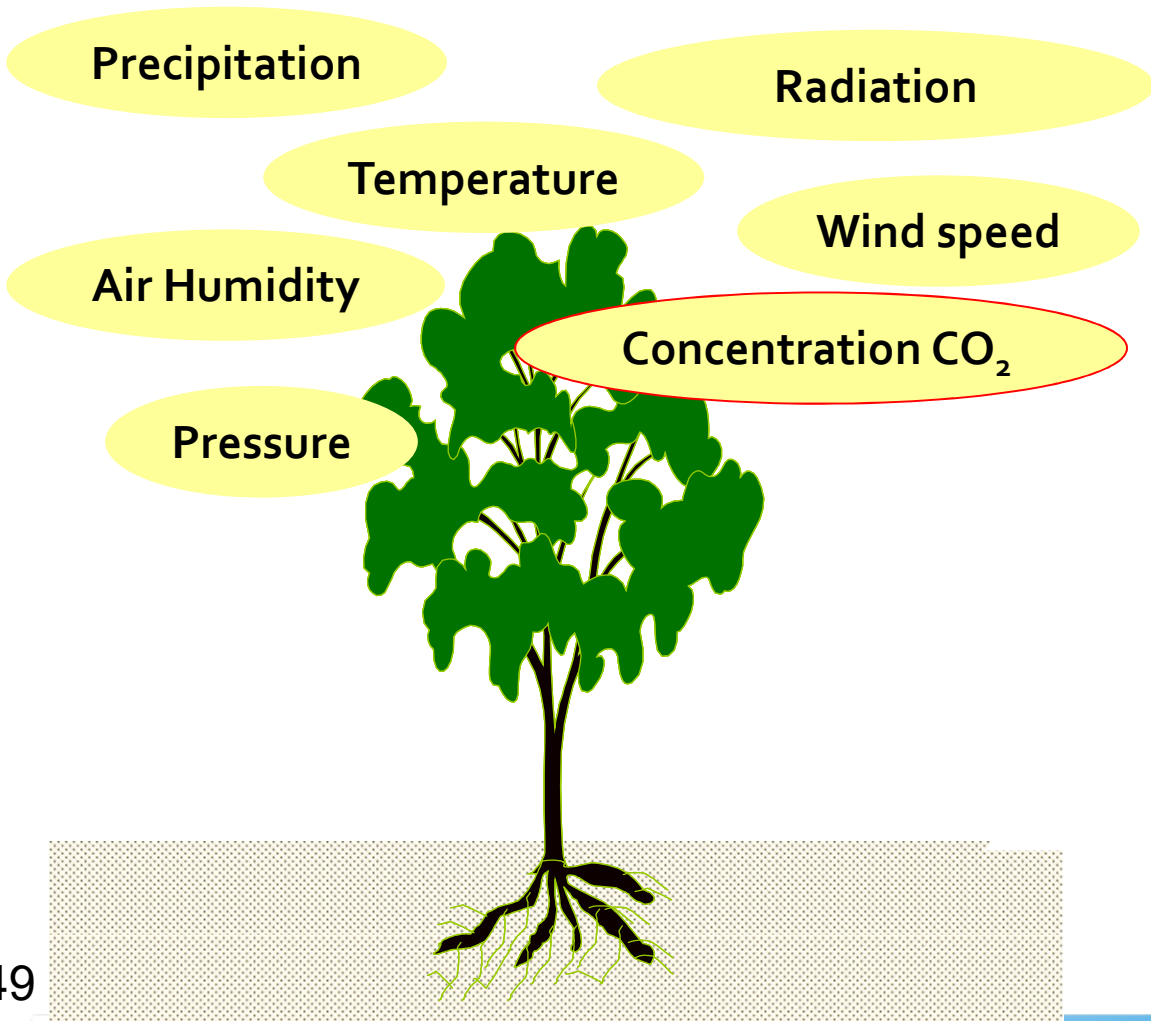 Precipitation
Radiation
Temperature
Wind speed
Air Humidity
Concentration CO₂
Pressure
49